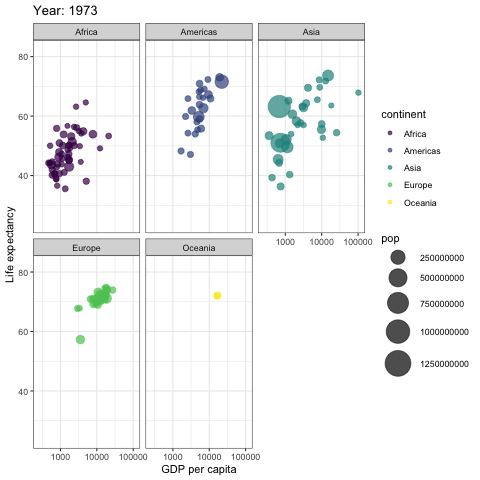 Year: 1973
Africa
Americas
Asia
80
60
40
1000
10000
100000
Europe
Oceania
80
60
40
1000
10000
100000
1000
10000
100000
Life expectancy
GDP per capita
continent
Africa
Americas
Asia
Europe
Oceania
pop
250000000
500000000
750000000
1000000000
1250000000